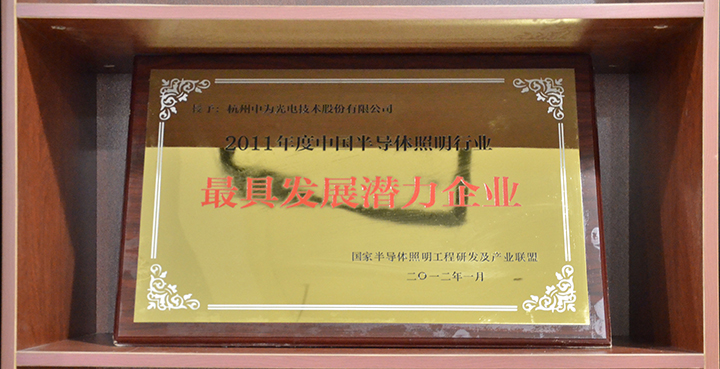 授予：杭州中为光电技术股份有限公司
2011年度中国半导体照明行业
最具发展潜力企业
国家半导体照明工程研发及产业联盟
二〇一二年一月